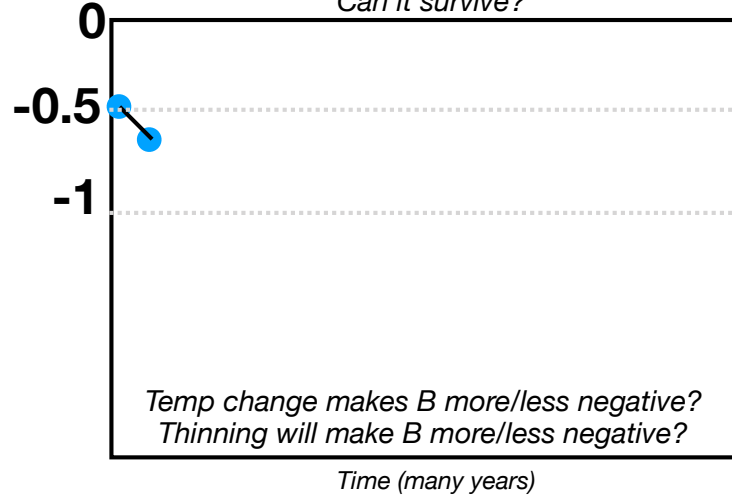 Can it survive?
0
-0.5
-1
Temp change makes B more/less negative?
Thinning will make B more/less negative?
Time (many years)